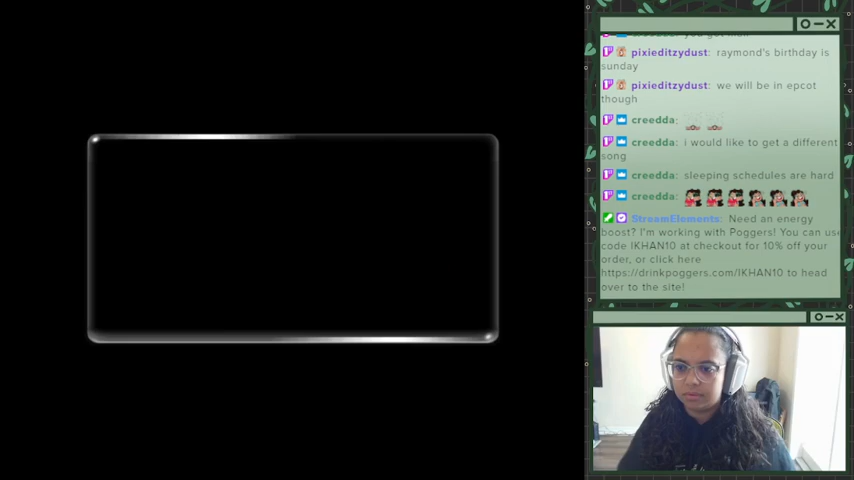 pixieditzydust: raymond's birthday is
sunday
pixieditzydust: we will be in epcot
though
creedda:
creedda: i would like to get a different
song
creedda: sleeping schedules are hard
creedda:
StreamElements: Need an energy
boost? I'm working with Poggers! You can use
code IKHAN10 at checkout for 10% off your
order, or click here
https://drinkpoggers.com/IKHAN10 to head
over to the site!